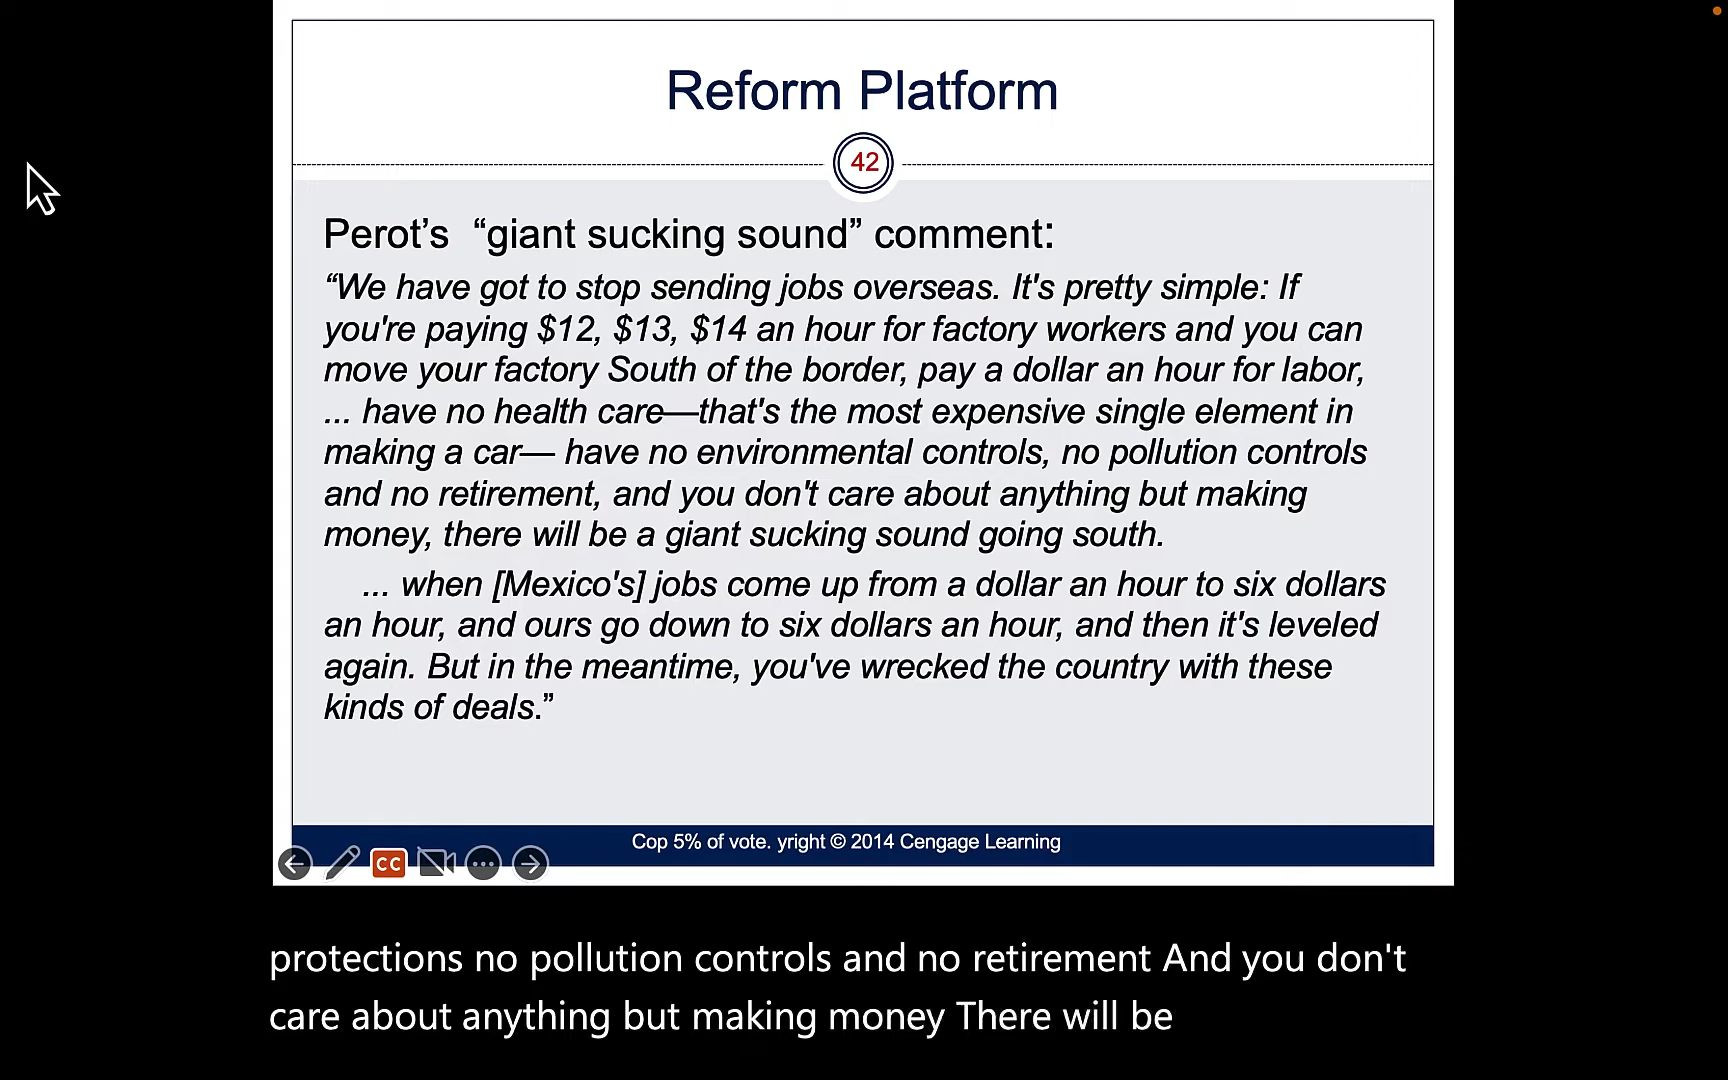 Reform Platform
42
Perot’s “giant sucking sound” comment:
“We have got to stop sending jobs overseas. It's pretty simple: If
you're paying $12, $13, $14 an hour for factory workers and you can
move your factory South of the border, pay a dollar an hour for labor,
... have no health care—that's the most expensive single element in
making a car— have no environmental controls, no pollution controls
and no retirement, and you don't care about anything but making
money, there will be a giant sucking sound going south.
... when [Mexico's] jobs come up from a dollar an hour to six dollars
an hour, and ours go down to six dollars an hour, and then it's leveled
again. But in the meantime, you've wrecked the country with these
kinds of deals.”
Cop 5% of vote. yright © 2014 Cengage Learning
CC
protections no pollution controls and no retirement And you don't
care about anything but making money There will be